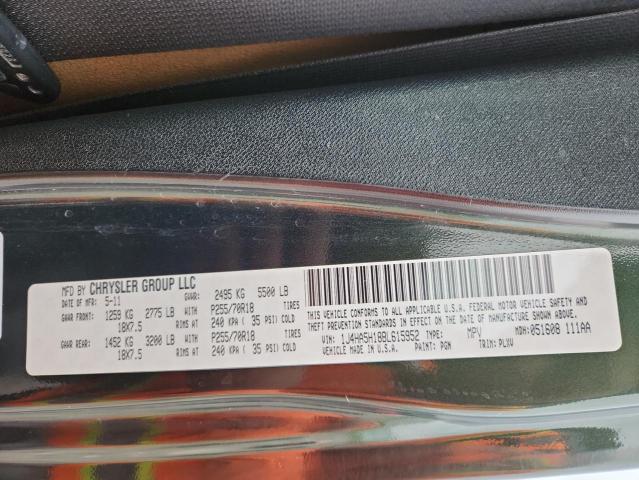 MFD BY CHRYSLER GROUP LLC
DATE OF MFR: 5-11 GVWR: 2495 KG 5500 LB
GAWR FRONT: 1259 KG 2775 LB WITH P255/70R18 TIRES
18X7.5 RIMS AT 240 KPA ( 35 PSI) COLD
GAWR REAR: 1452 KG 3200 LB WITH P255/70R18 TIRES
18X7.5 RIMS AT 240 KPA ( 35 PSI) COLD
THIS VEHICLE CONFORMS TO ALL APPLICABLE U.S.A. FEDERAL MOTOR VEHICLE SAFETY AND
THEFT PREVENTION STANDARDS IN EFFECT ON THE DATE OF MANUFACTURE SHOWN ABOVE.
VIN: 1J4HA5H18BL615952 TYPE: MPV MDH: 051608 111AA
VEHICLE MADE IN U.S.A. PAINT: PGN TRIM: PLXV